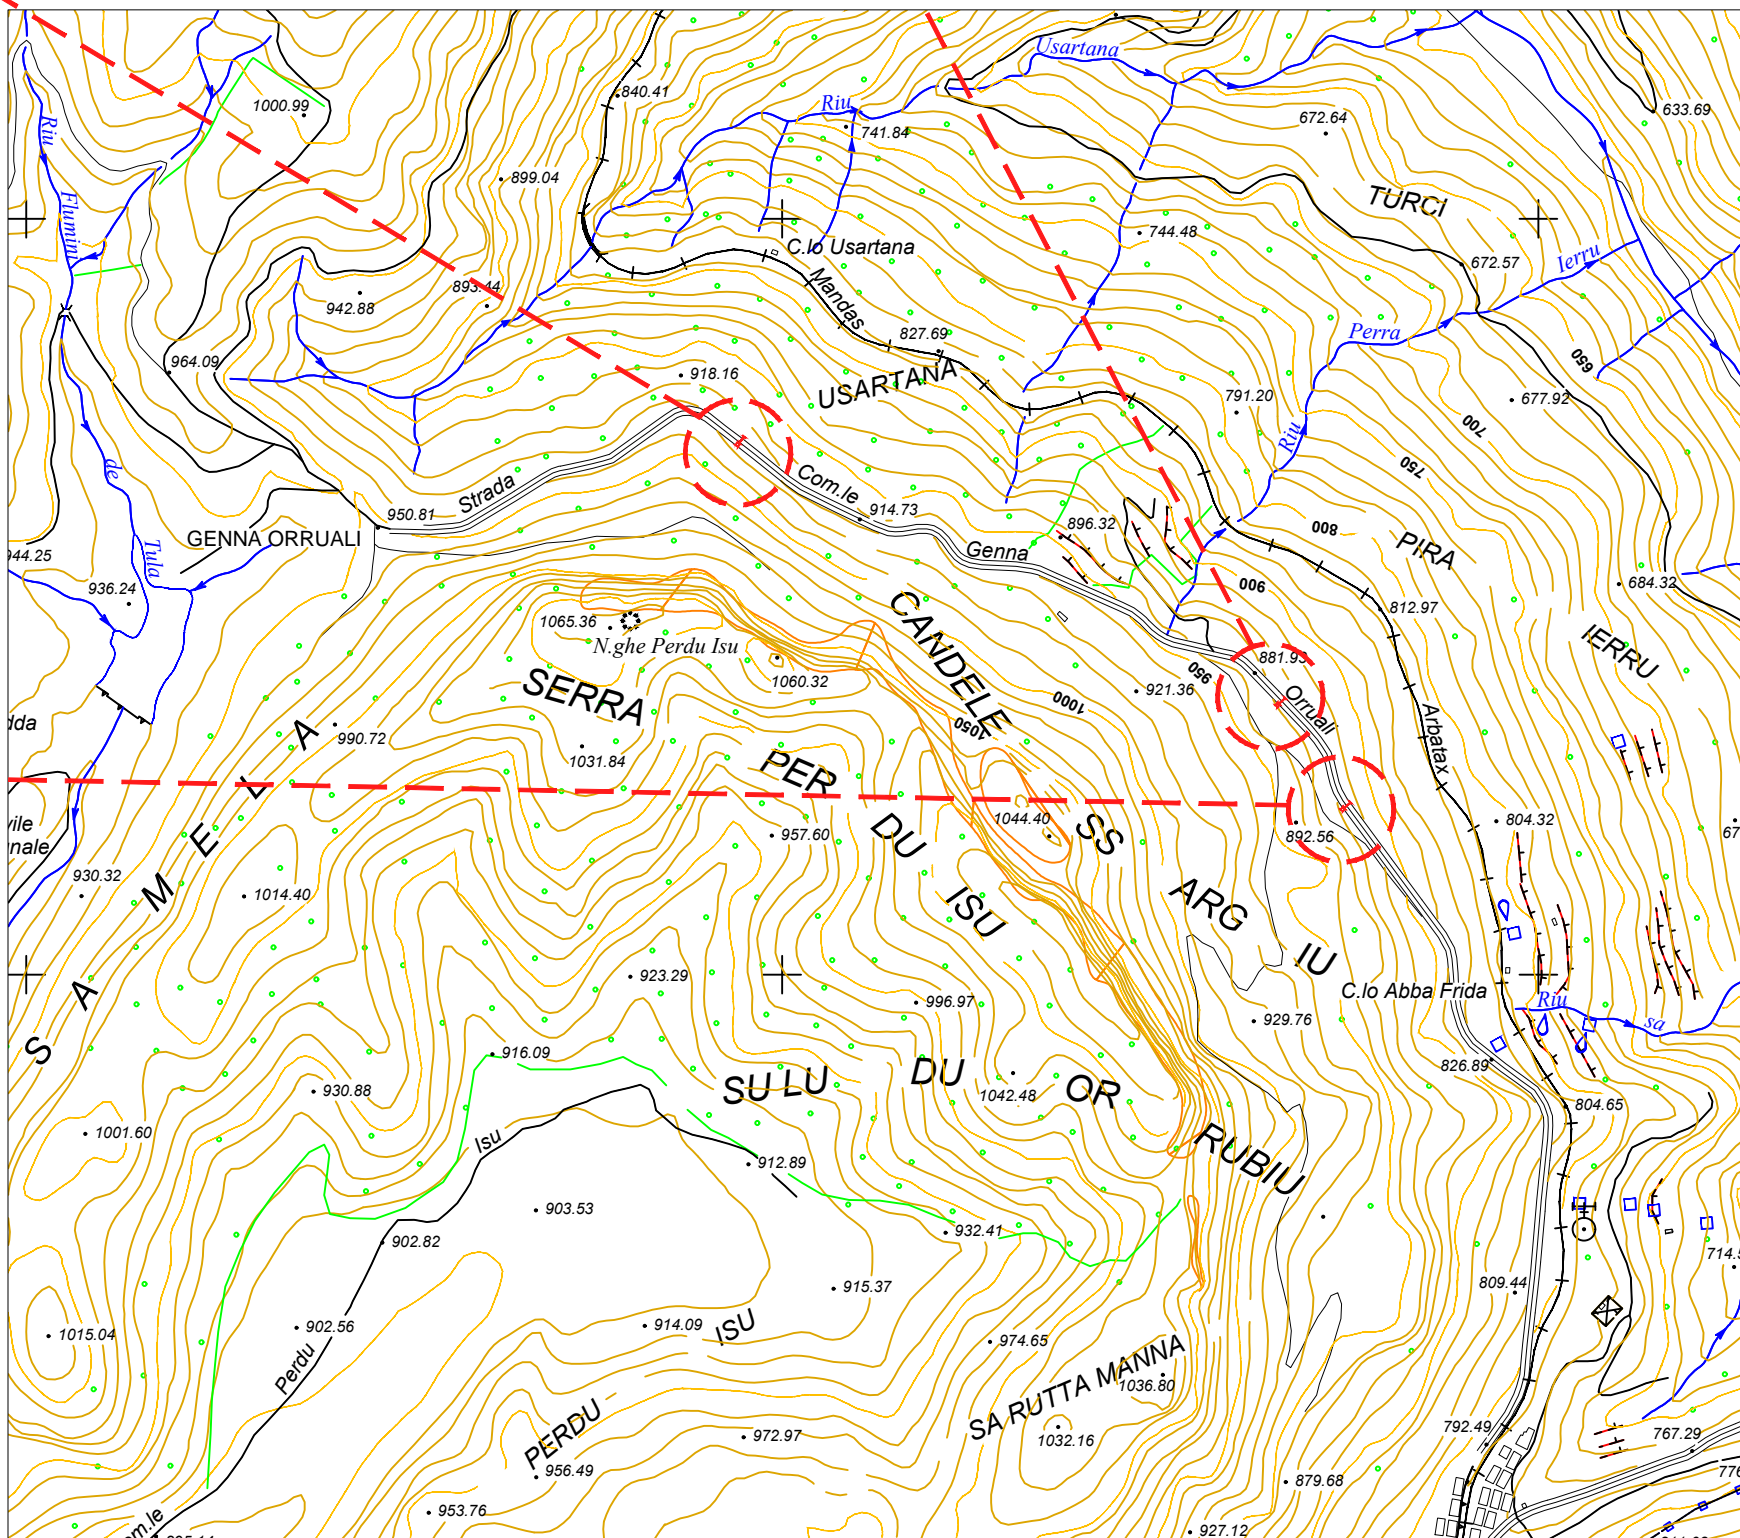 Usartana
840.41
1000.99
Riu
741.84
672.64
633.69
Riu
899.04
TURCI
Flumini
744.48
C.lo Usartana
Ierru
672.57
942.88
893.44
Mandas
827.69
Perra
650
964.09
918.16
USARTANA
791.20
677.92
700
Riu
750
de
Strada
Com.le
950.81
914.73
896.32
800
GENNA ORRUALI
Genna
PIRA
944.25
Tula
900
684.32
936.24
812.97
1065.36
N.ghe Perdu Isu
CANDELE
IERRU
881.93
950
1060.32
SERRA
921.36
1000
Orruali
Arbatax
990.72
1050
1031.84
PER
SA MELA
1044.40
SS
804.32
957.60
DU
892.56
930.32
1014.40
ISU
ARG
IU
923.29
996.97
C.lo Abba Frida
929.76
Riu
sa
916.09
826.89
930.88
SU LU
DU
1042.48
OR
804.65
1001.60
Isu
RUBIU
912.89
903.53
902.82
932.41
915.37
809.44
1015.04
902.56
914.09
ISU
974.65
SA RUTTA MANNA
Perdu
1036.80
PERDU
972.97
1032.16
792.49
767.29
956.49
879.68
953.76
927.12